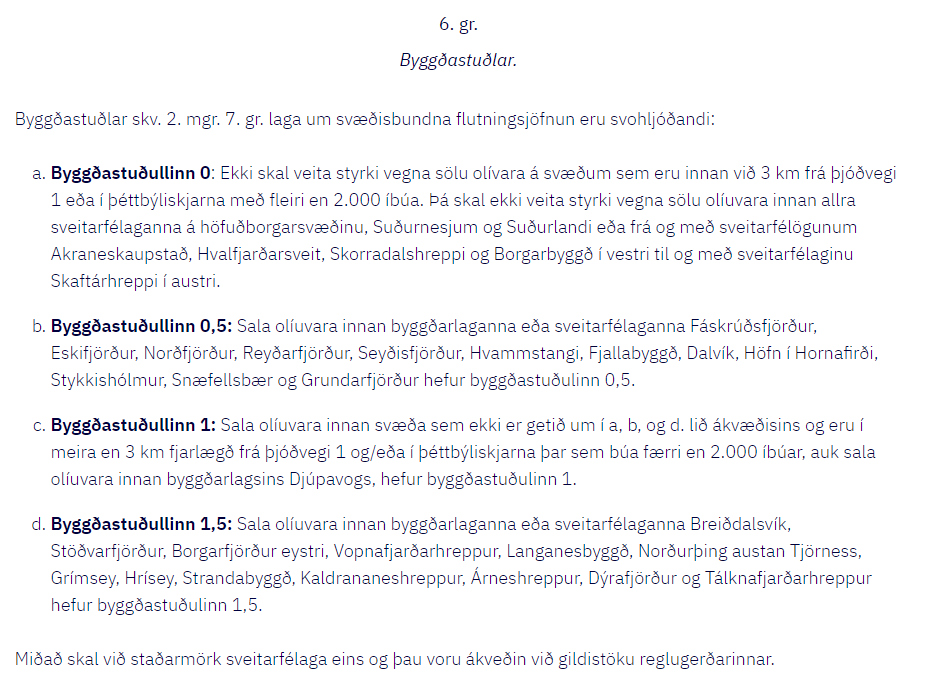 6. gr.
Byggðastuðlar.
Byggðastuðlar skv. 2. mgr. 7. gr. laga um svæðisbundna flutningsjöfnun eru svohljóðandi:
a. Byggðastuðullinn 0: Ekki skal veita styrki vegna sölu olívara á svæðum sem eru innan við 3 km frá þjóðvegi
1 eða í þéttbýliskjarna með fleiri en 2.000 íbúa. Þá skal ekki veita styrki vegna sölu olíuvara innan allra
sveitarfélaganna á höfuðborgarsvæðinu, Suðurnesjum og Suðurlandi eða frá og með sveitarfélögunum
Akraneskaupstað, Hvalfjarðarsveit, Skorradalshreppi og Borgarbyggð í vestri til og með sveitarfélaginu
Skaftárhreppi í austri.
b. Byggðastuðullinn 0,5: Sala olíuvara innan byggðarlaganna eða sveitarfélaganna Fáskrúðsfjörður,
Eskifjörður, Norðfjörður, Reyðarfjörður, Seyðisfjörður, Hvammstangi, Fjallabyggð, Dalvík, Höfn í Hornafirði,
Stykkishólmur, Snæfellsbær og Grundarfjörður hefur byggðastuðulinn 0,5.
c. Byggðastuðullinn 1: Sala olíuvara innan svæða sem ekki er getið um í a, b, og d. lið ákvæðisins og eru í
meira en 3 km fjarlægð frá þjóðvegi 1 og/eða í þéttbýliskjarna þar sem búa færri en 2.000 íbúar, auk sala
olíuvara innan byggðarlagsins Djúpavogs, hefur byggðastuðulinn 1.
d. Byggðastuðullinn 1,5: Sala olíuvara innan byggðarlaganna eða sveitarfélaganna Breiðdalsvík,
Stöðvarfjörður, Borgarfjörður eystri, Vopnafjarðarhreppur, Langanesbyggð, Norðurþing austan Tjörness,
Grímsey, Hrísey, Strandabyggð, Kaldrananeshreppur, Árneshreppur, Dýrafjörður og Tálknafjarðarhreppur
hefur byggðastuðulinn 1,5.
Miðað skal við staðarmörk sveitarfélaga eins og þau voru ákveðin við gildistöku reglugerðarinnar.